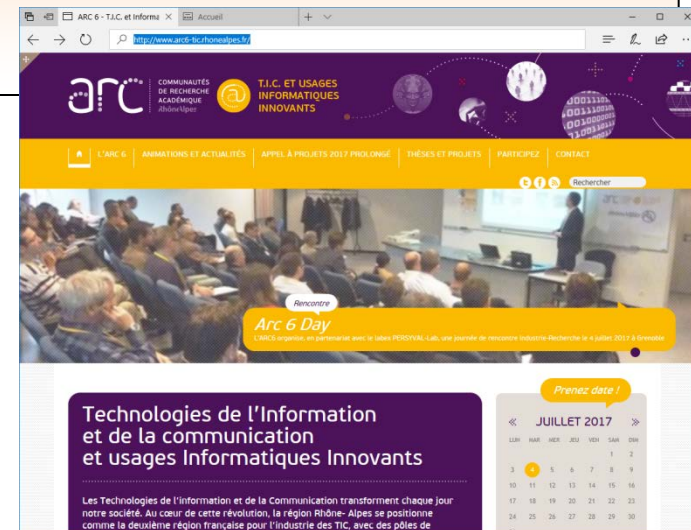 ARC 6 - T.I.C. et Informa
Accueil
http://www.arc6-tic.rhonealpes.fr/
arc
COMMUNAUTÉS
DE RECHERCHE
ACADÉMIQUE
RhôneAlpes
@
T.I.C. ET USAGES
INFORMATIQUES
INNOVANTS
L'ARC 6
ANIMATIONS ET ACTUALITÉS
APPEL À PROJETS 2017 PROLONGÉ
THÈSES ET PROJETS
PARTICIPEZ
CONTACT
Rechercher
Rencontre
Arc 6 Day
L'ARC6 organise, en partenariat avec le labex PERSYVAL-Lab, une journée de rencontre Industrie-Recherche le 4 juillet 2017 à Grenoble
Prenez date !
Technologies de l'Information
et de la communication
et usages Informatiques Innovants
Les Technologies de l'information et de la Communication transforment chaque jour
notre société. Au cœur de cette révolution, la région Rhône- Alpes se positionne
comme la deuxième région française pour l'industrie des TIC, avec des pôles de
« JUILLET 2017 »
LUN MAR MER JEU VEN SAM DIM
1 2
3 4 5 6 7 8 9
10 11 12 13 14 15 16
17 18 19 20 21 22 23
24 25 26 27 28 29 30